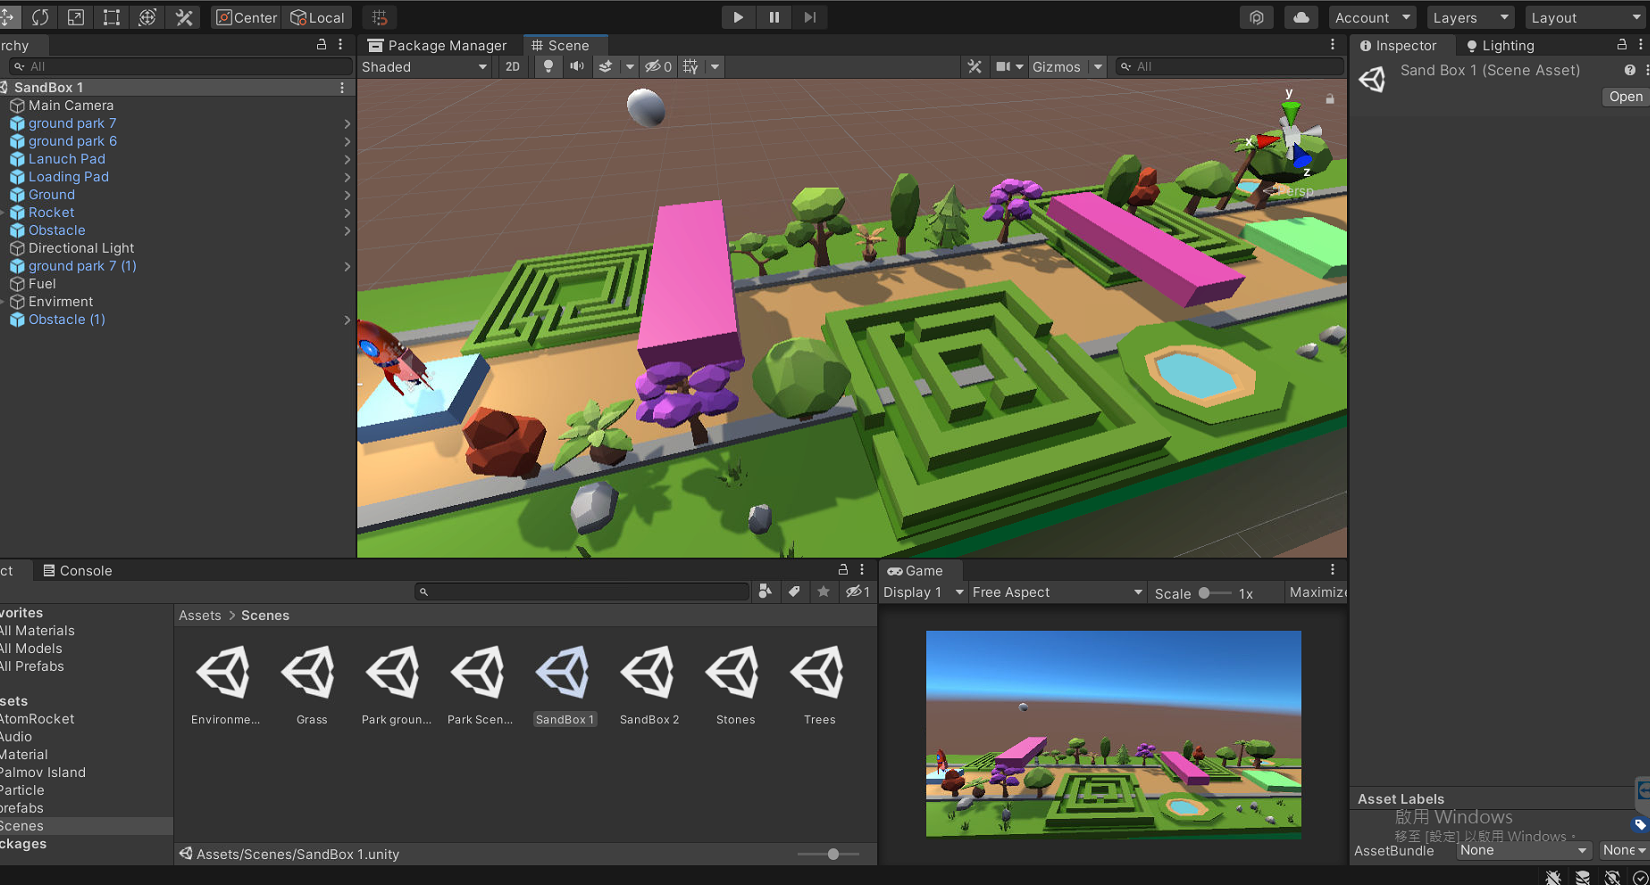 Center
Local
Account
Layers
Layout
rchy
All
SandBox 1
Main Camera
ground park 7
ground park 6
Lanuch Pad
Loading Pad
Ground
Rocket
Obstacle
Directional Light
ground park 7 (1)
Fuel
Envirment
Obstacle (1)
Package Manager
Scene
Shaded
2D
0
Gizmos
All
y
x
z
Persp
Inspector
Lighting
Sand Box 1 (Scene Asset)
Open
ct
Console
1
vorites
All Materials
All Models
All Prefabs
sets
AtomRocket
Audio
Material
Palmov Island
Particle
prefabs
Scenes
ckages
Assets > Scenes
Environme...
Grass
Park groun...
Park Scen...
SandBox 1
SandBox 2
Stones
Trees
Assets/Scenes/SandBox 1.unity
Game
Display 1
Free Aspect
Scale
1x
Maximize
Asset Labels
啟用 Windows
移至 [設定] 以啟用 Windows。
AssetBundle
None
None